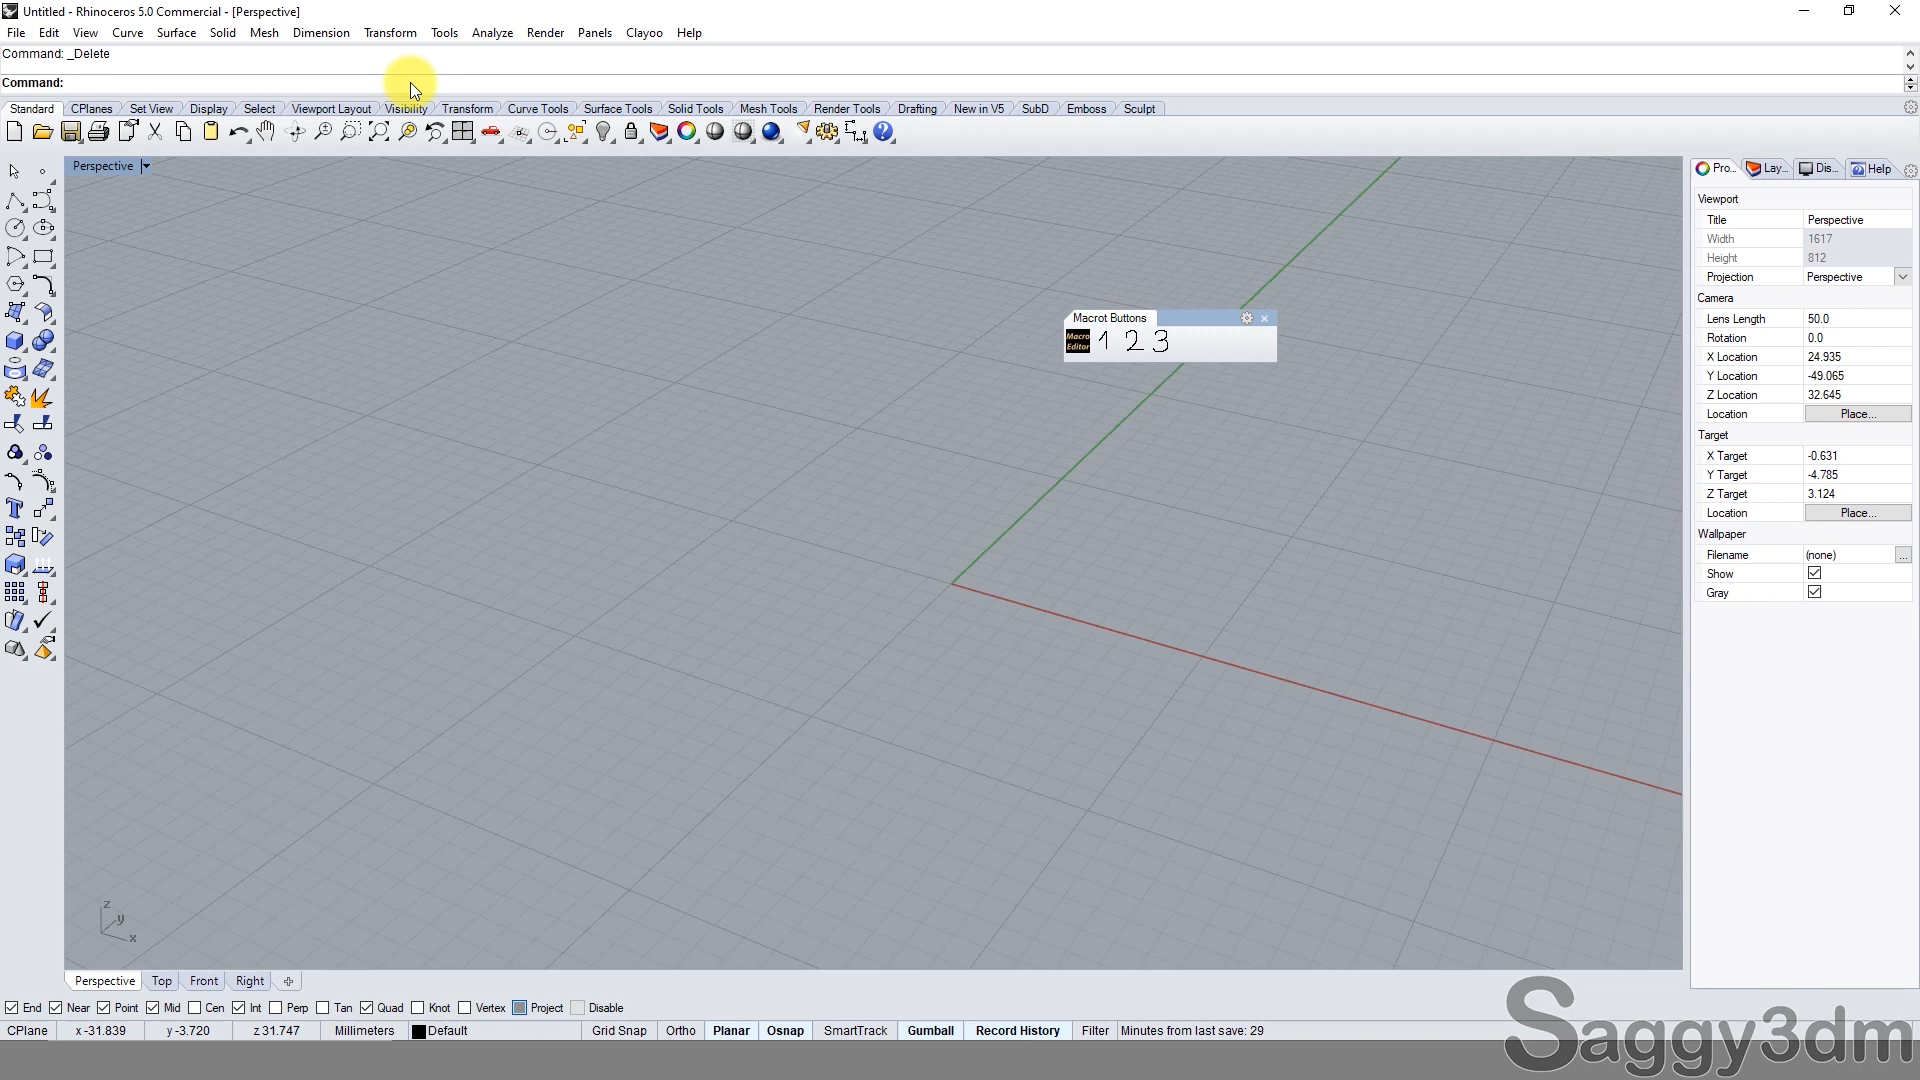 Untitled - Rhinoceros 5.0 Commercial - [Perspective]
File Edit View Curve Surface Solid Mesh Dimension Transform Tools Analyze Render Panels Clayoo Help
Command: _Delete
Command:
Standard CPlanes Set View Display Select Viewport Layout Visibility Transform Curve Tools Surface Tools Solid Tools Mesh Tools Render Tools Drafting New in V5 SubD Emboss Sculpt
Perspective
Pro... Lay... Dis... Help
Viewport
Title Perspective
Width 1617
Height 812
Projection Perspective
Camera
Lens Length 50.0
Rotation 0.0
X Location 24.935
Y Location -49.065
Z Location 32.645
Location Place...
Target
X Target -0.631
Y Target -4.785
Z Target 3.124
Location Place...
Wallpaper
Filename (none) ...
Show
Gray
Macrot Buttons
Macro Editor 1 2 3
z
y
x
Perspective Top Front Right
End Near Point Mid Cen Int Perp Tan Quad Knot Vertex Project Disable
CPlane x -31.839 y -3.720 z 31.747 Millimeters Default Grid Snap Ortho Planar Osnap SmartTrack Gumball Record History Filter Minutes from last save: 29
Saggy3dm